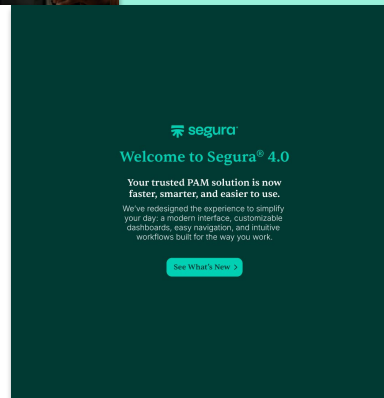 segura®
Welcome to Segura® 4.0
Your trusted PAM solution is now
faster, smarter, and easier to use.
We've redesigned the experience to simplify
your day: a modern interface, customizable
dashboards, easy navigation, and intuitive
workflows built for the way you work.
See What's New >